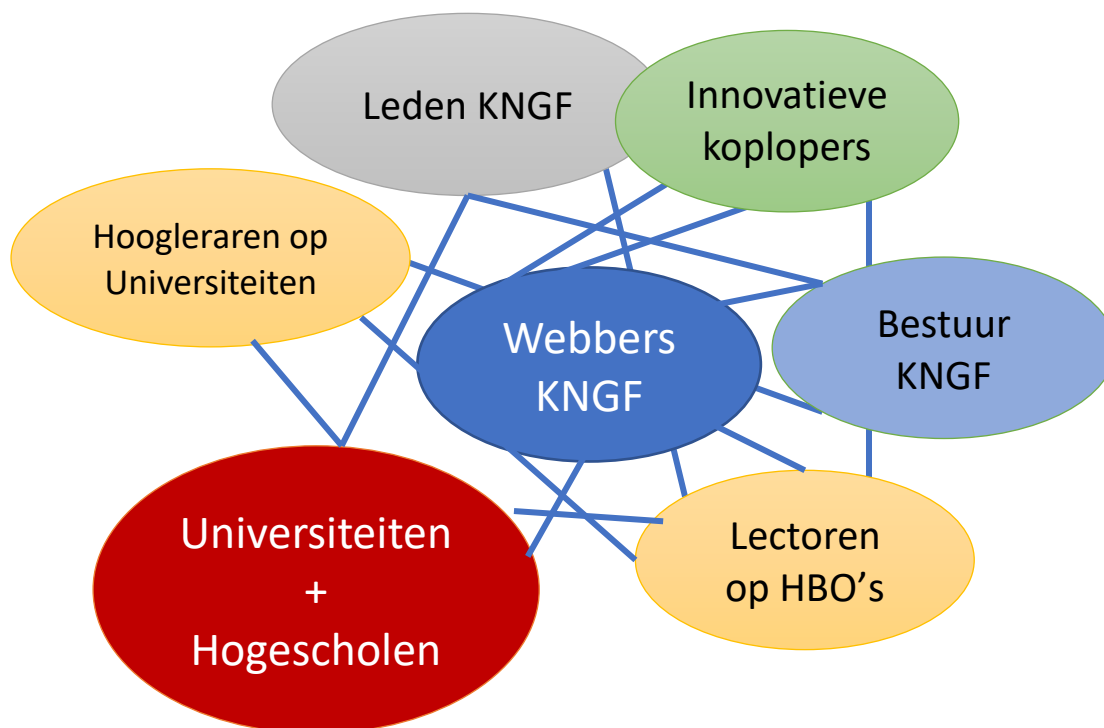 Leden KNGF
Innovatieve
koplopers
Hoogleraren op
Universiteiten
Webbers
KNGF
Bestuur
KNGF
Universiteiten
+
Hogescholen
Lectoren
op HBO’s